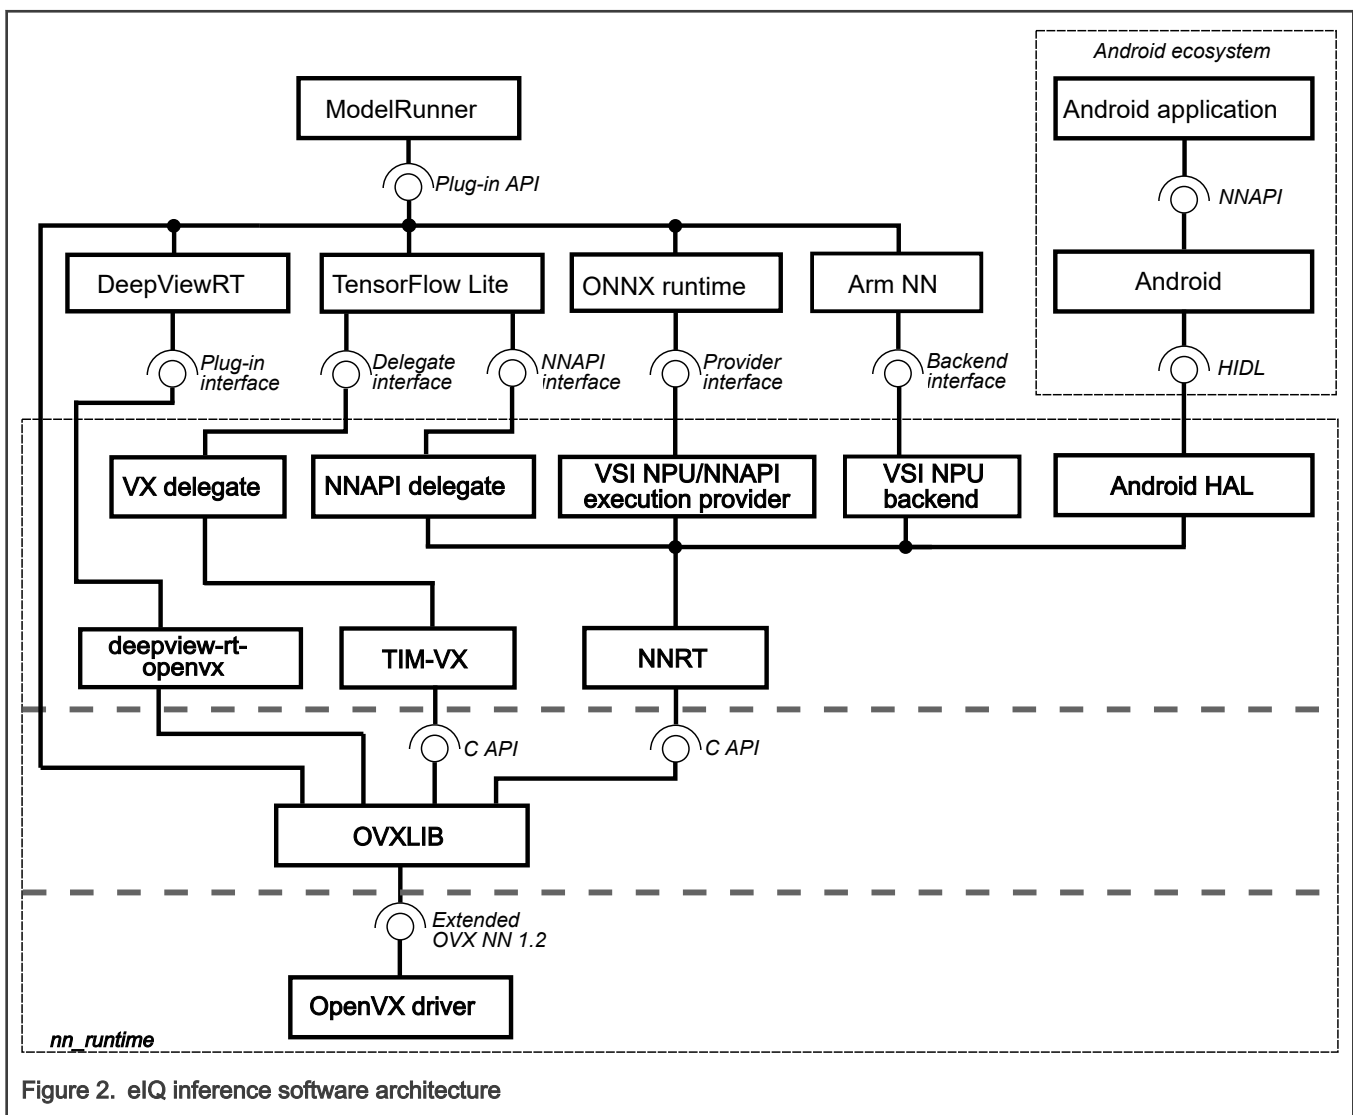 Android ecosystem
ModelRunner
Android application
Plug-in API
NNAPI
DeepViewRT
TensorFlow Lite
ONNX runtime
Arm NN
Android
Plug-in
interface
Delegate
interface
NNAPI
interface
Provider
interface
Backend
interface
HIDL
VX delegate
NNAPI delegate
VSI NPU/NNAPI
execution provider
VSI NPU
backend
Android HAL
deepview-rt-
openvx
TIM-VX
NNRT
C API
C API
OVXLIB
Extended
OVX NN 1.2
OpenVX driver
nn_runtime
Figure 2. eIQ inference software architecture